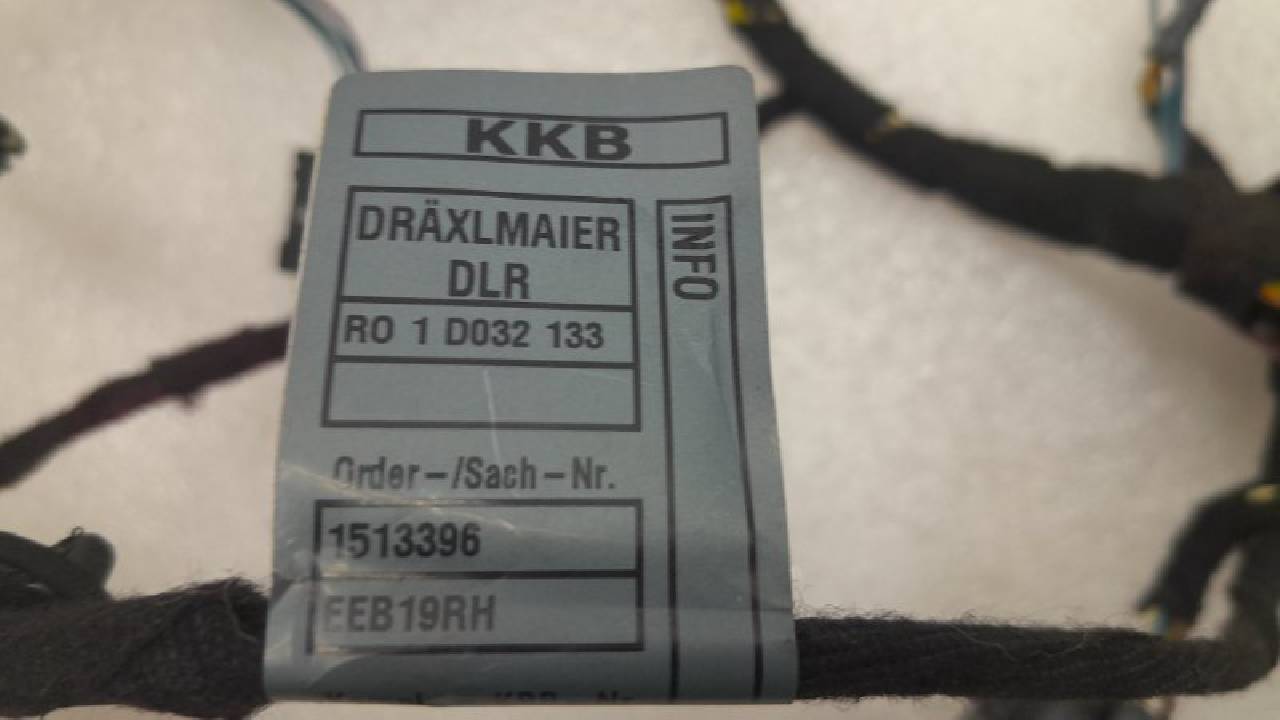 KKB
DRÄXLMAIER
DLR
INFO
RO 1 D032 133
Order-/Sach-Nr.
1513396
EEB19RH